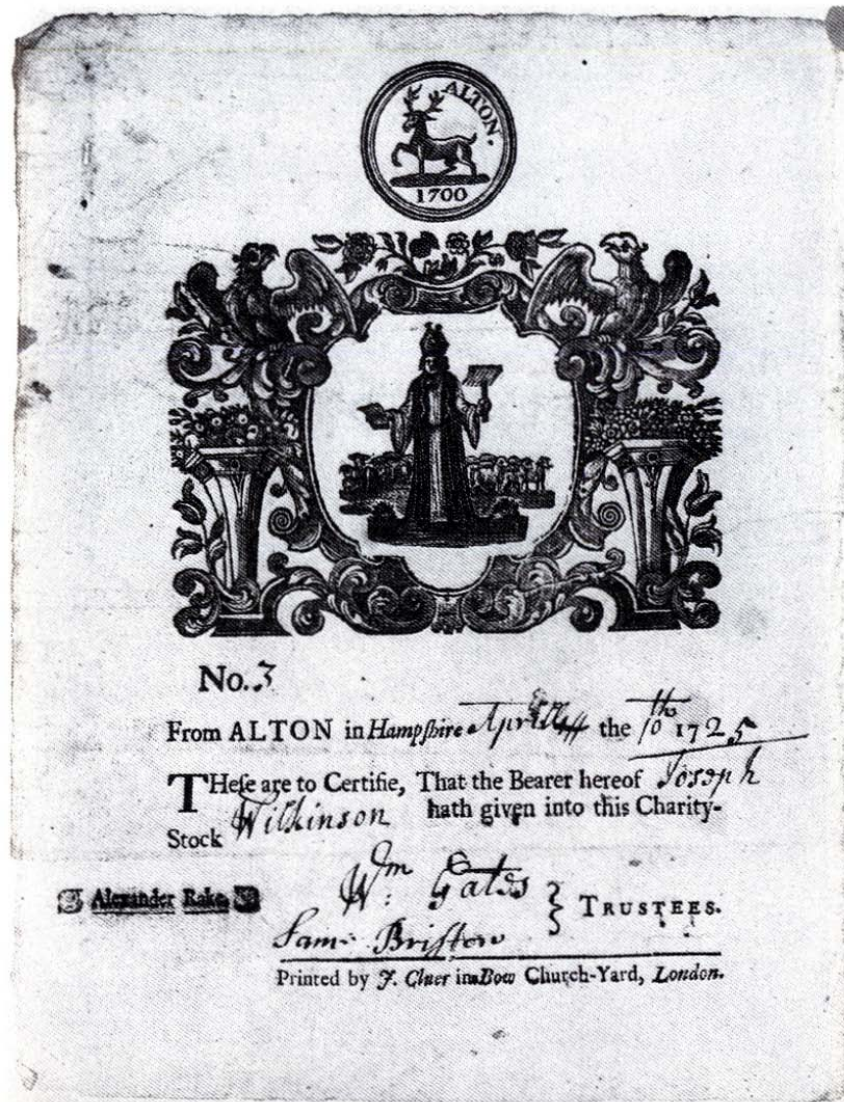 ALTON.
1700
No. 3
From ALTON in Hampshire Aprill the 10th 1725
THeſe are to Certifie, That the Bearer hereof Joseph
Wilkinson hath given into this Charity-
Stock
Wm. Gates
Alexander Rake.
TRUSTEES.
Sam. Briſtow
Printed by J. Cluer in Bow Church-Yard, London.